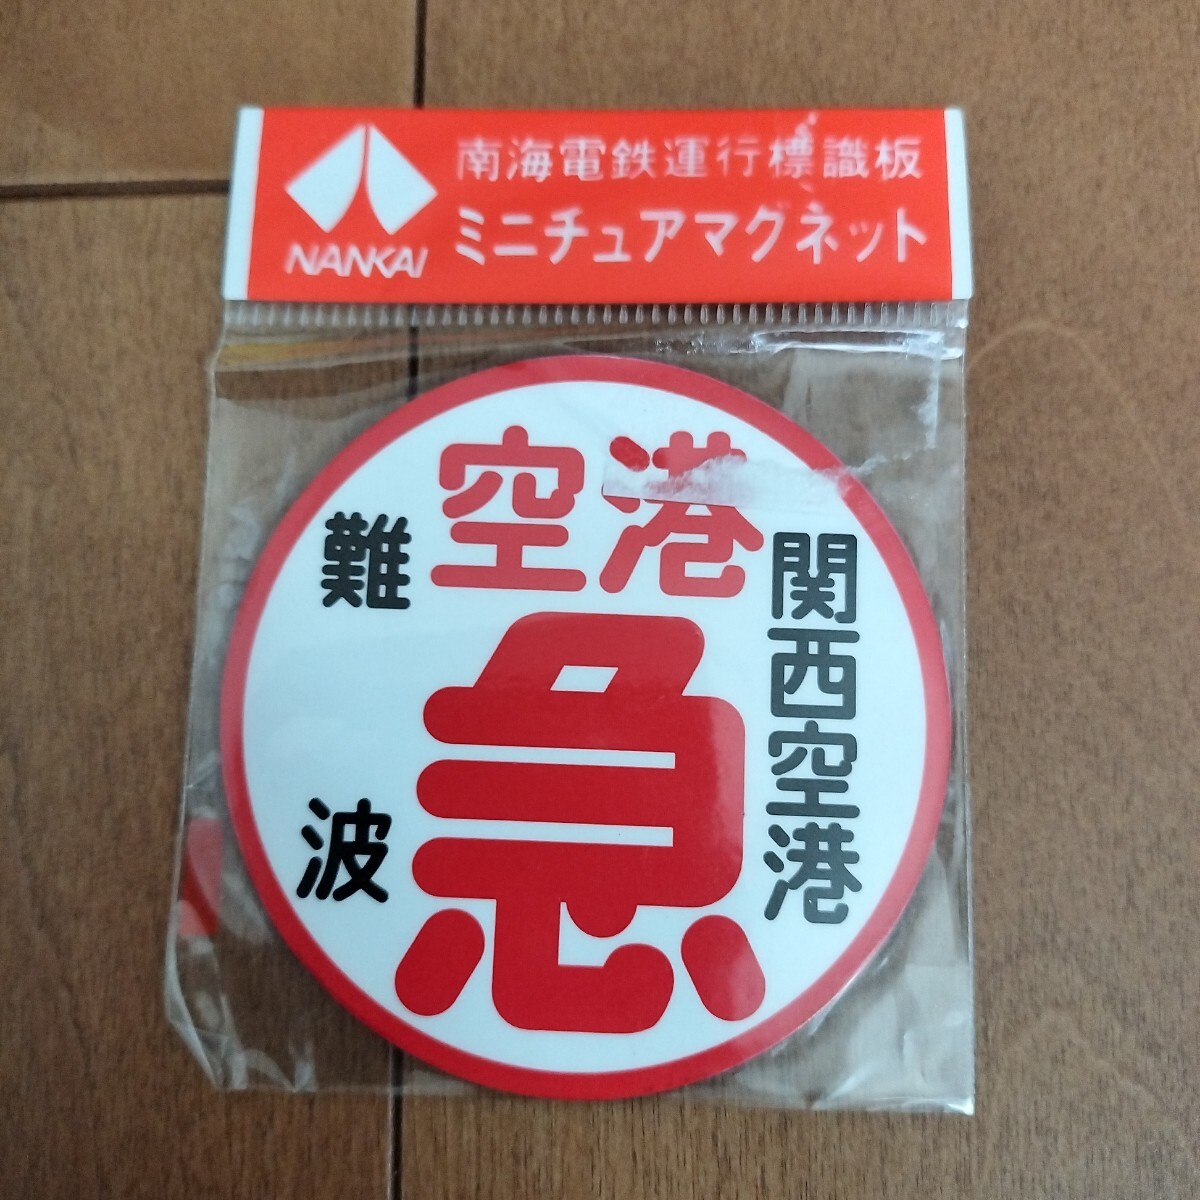 NANKAI
南海電鉄運行標識板
ミニチュアマグネット
空港
急
難波
関西空港